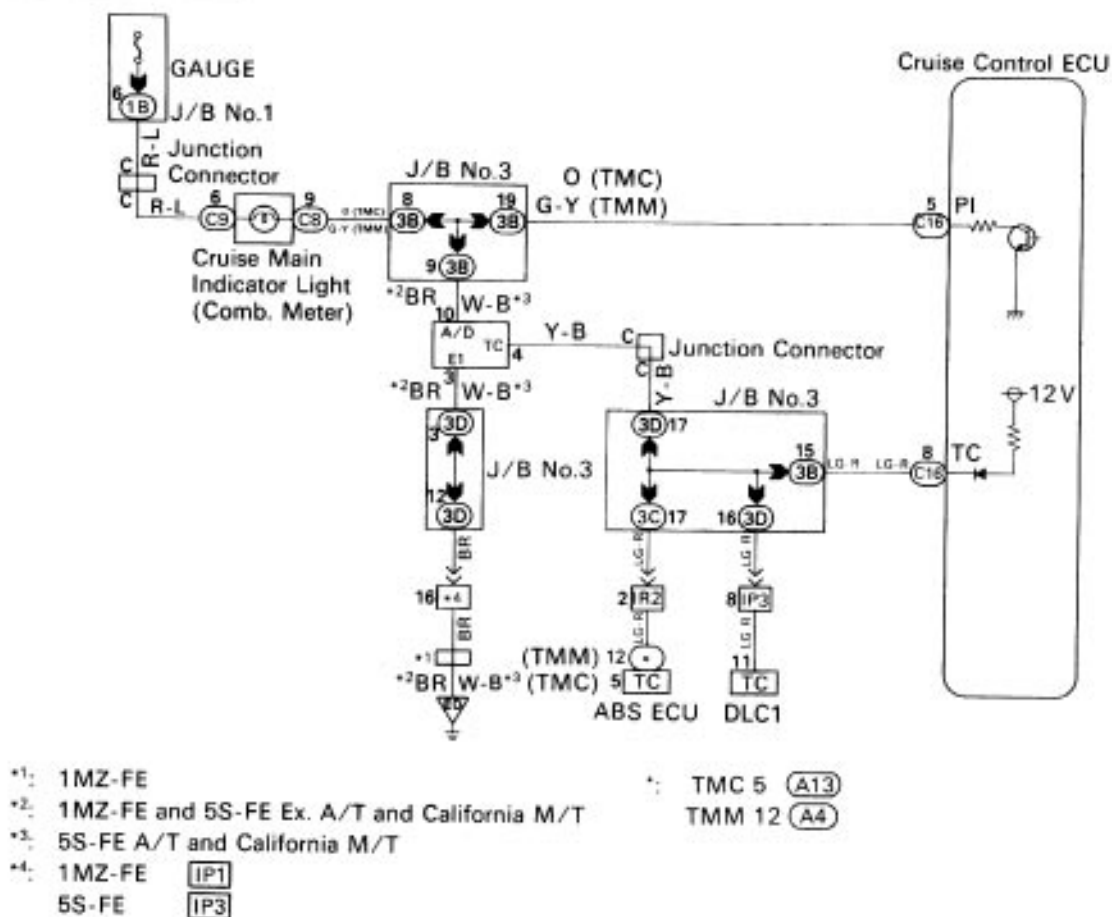 Cruise Control ECU
GAUGE
6
1B
J/B No.1
R-L
C
Junction
Connector
C
R-L
6
C9
9
C8
Cruise Main
Indicator Light
(Comb. Meter)
O (TMC)
G-Y (TMM)
J/B No.3
8
3B
19
3B
9
3B
O (TMC)
G-Y (TMM)
5
C16
PI
*2BR
W-B*3
10
A/D
TC
4
E1
3
Y-B
C
C
Junction Connector
Y-B
*2BR
W-B*3
3
3D
J/B No.3
12
3D
J/B No.3
3D
17
15
3B
LG-R
LG-R
8
C16
TC
12V
3C
17
16
3D
BR
LG-R
LG-R
16
*4
2
IR2
8
IP3
BR
LG-R
LG-R
*1
(TMM) 12
*
11
*2BR
W-B*3
(TMC) 5
TC
TC
ABS ECU
DLC1
*1: 1MZ-FE
*2: 1MZ-FE and 5S-FE Ex. A/T and California M/T
*3: 5S-FE A/T and California M/T
*4: 1MZ-FE IP1
5S-FE IP3
*: TMC 5 A13
TMM 12 A4